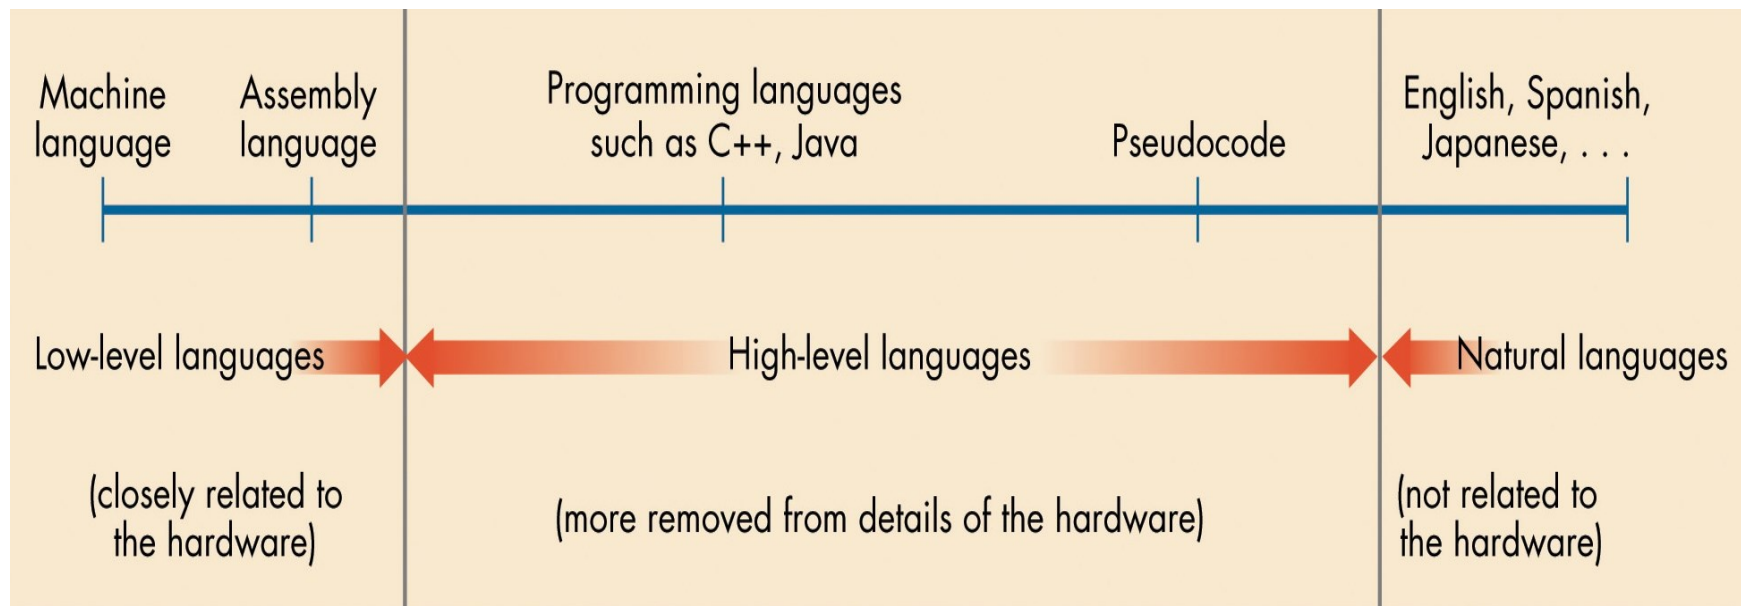 Machine
language
Assembly
language
Programming languages
such as C++, Java
Pseudocode
English, Spanish,
Japanese, . . .
Low-level languages
High-level languages
Natural languages
(closely related to
the hardware)
(more removed from details of the hardware)
(not related to
the hardware)